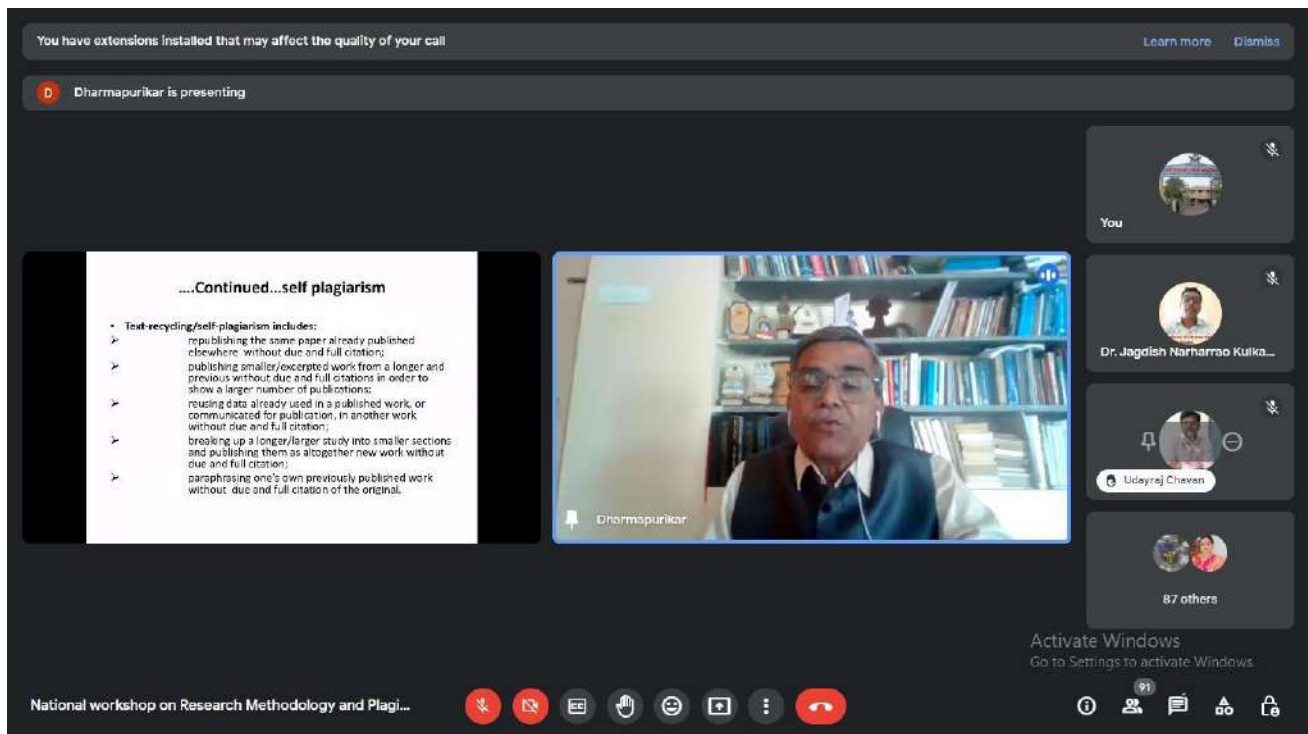 You have extensions installed that may affect the quality of your call
Learn more Dismiss
D Dharmapurikar is presenting
You
....Continued...self plagiarism
• Text-recycling/self-plagiarism includes:
➢ republishing the same paper already published
elsewhere without due and full citation;
➢ publishing smaller/excerpted work from a longer and
previous without due and full citations in order to
show a larger number of publications;
➢ reusing data already used in a published work, or
communicated for publication, in another work
without due and full citation;
➢ breaking up a longer/larger study into smaller sections
and publishing them as altogether new work without
due and full citation;
➢ paraphrasing one's own previously published work
without due and full citation of the original.
Dharmapurikar
Dr. Jagdish Narharrao Kulka...
Udayraj Chavan
87 others
Activate Windows
Go to Settings to activate Windows.
National workshop on Research Methodology and Plagi...
CC
91